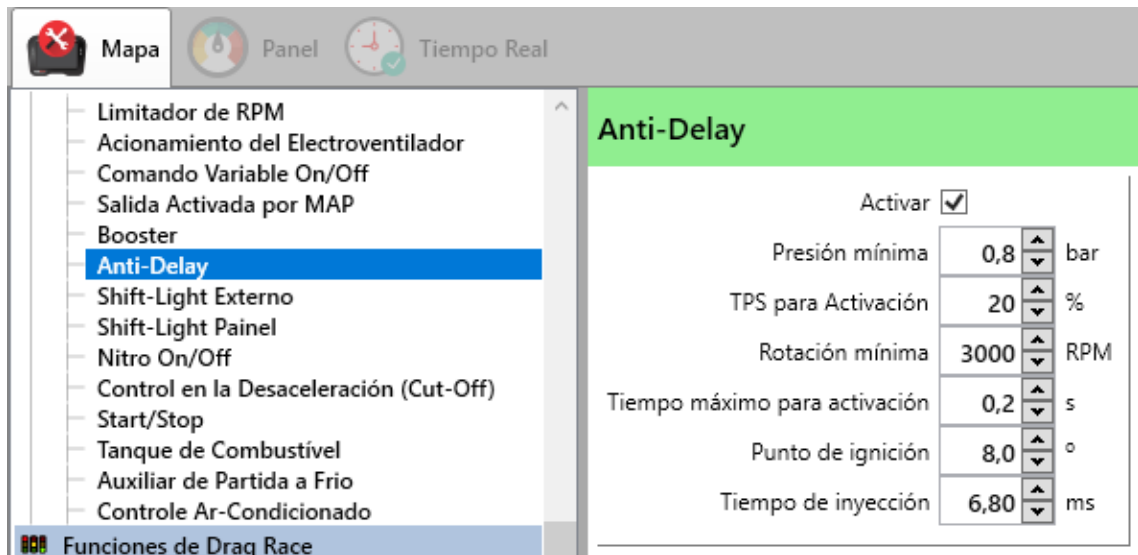 Mapa
Panel
Tiempo Real
Limitador de RPM
Acionamiento del Electroventilador
Comando Variable On/Off
Salida Activada por MAP
Booster
Anti-Delay
Shift-Light Externo
Shift-Light Painel
Nitro On/Off
Control en la Desaceleración (Cut-Off)
Start/Stop
Tanque de Combustível
Auxiliar de Partida a Frio
Controle Ar-Condicionado
Funciones de Drag Race
Anti-Delay
Activar
Presión mínima 0,8 bar
TPS para Activación 20 %
Rotación mínima 3000 RPM
Tiempo máximo para activación 0,2 s
Punto de ignición 8,0 °
Tiempo de inyección 6,80 ms